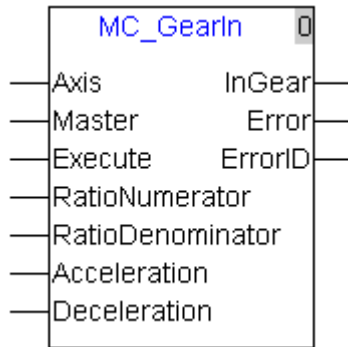 MC_GearIn 0
Axis InGear
Master Error
Execute ErrorID
RatioNumerator
RatioDenominator
Acceleration
Deceleration